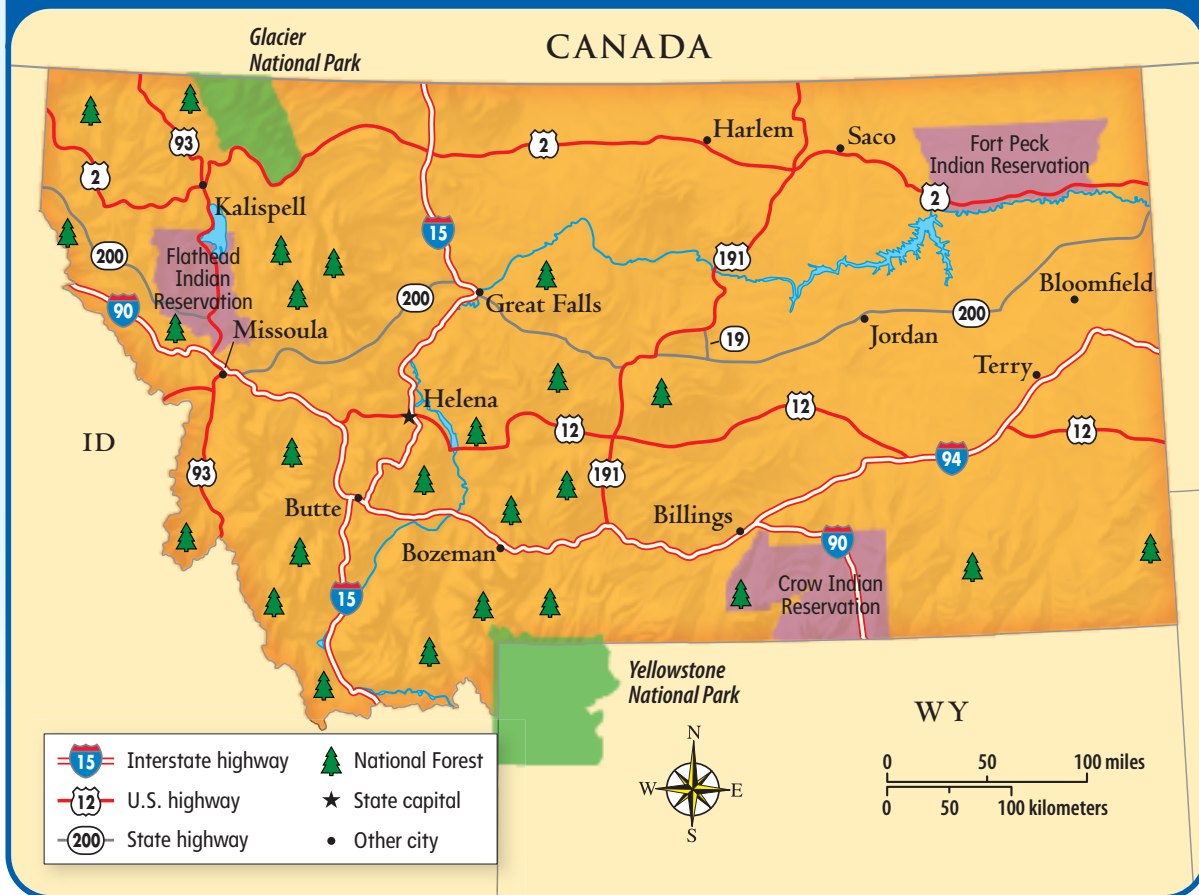 Glacier
National Park
CANADA
93
2
2
Harlem
Saco
Fort Peck
Indian Reservation
2
Kalispell
200
Flathead
Indian
Reservation
15
191
90
200
Great Falls
Bloomfield
Missoula
19
Jordan
200
Terry
Helena
12
12
12
ID
93
191
94
Butte
Billings
Bozeman
90
15
Crow Indian
Reservation
Yellowstone
National Park
WY
15 Interstate highway
12 U.S. highway
200 State highway
National Forest
State capital
Other city
N
W E
S
0 50 100 miles
0 50 100 kilometers